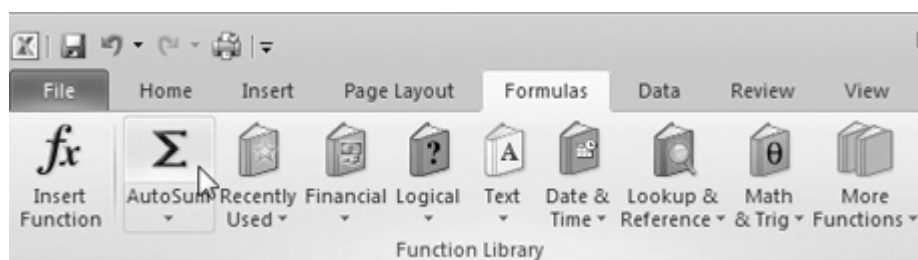 File Home Insert Page Layout Formulas Data Review View
fx Σ ? A θ
Insert AutoSum Recently Financial Logical Text Date & Lookup & Math More
Function Used Time Reference & Trig Functions
Function Library